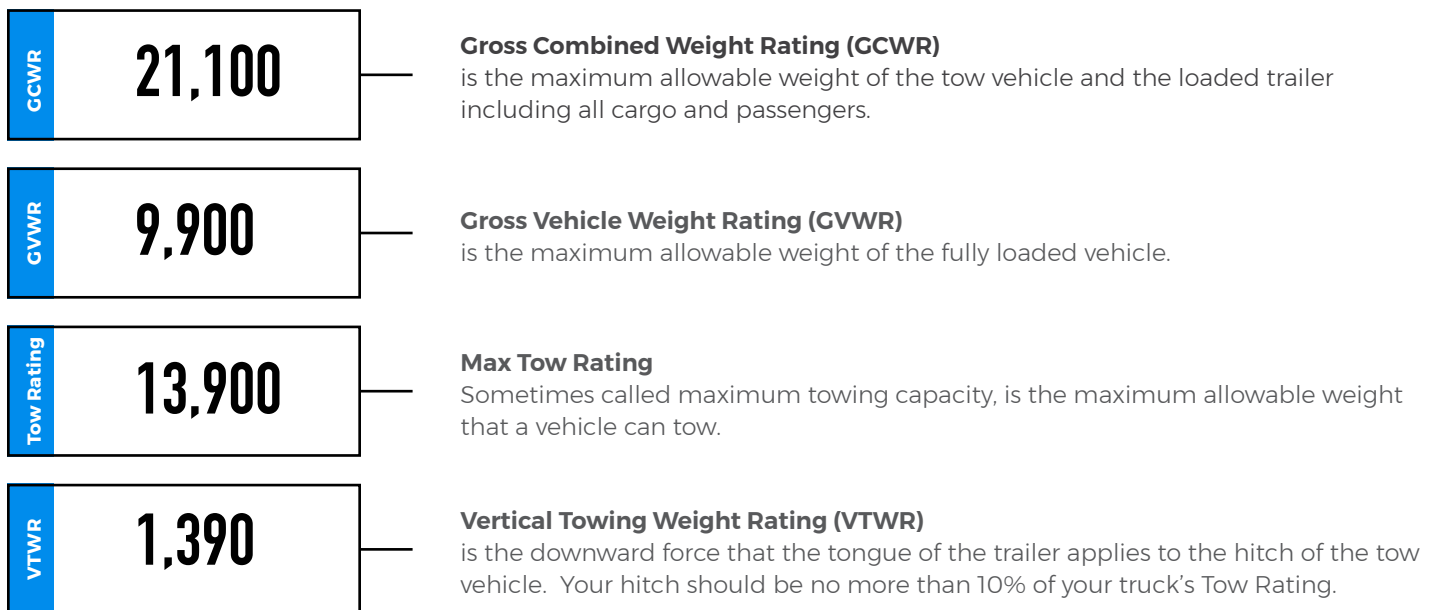 GCWR
21,100
Gross Combined Weight Rating (GCWR)
is the maximum allowable weight of the tow vehicle and the loaded trailer
including all cargo and passengers.
GVWR
9,900
Gross Vehicle Weight Rating (GVWR)
is the maximum allowable weight of the fully loaded vehicle.
Tow Rating
13,900
Max Tow Rating
Sometimes called maximum towing capacity, is the maximum allowable weight
that a vehicle can tow.
VTWR
1,390
Vertical Towing Weight Rating (VTWR)
is the downward force that the tongue of the trailer applies to the hitch of the tow
vehicle.  Your hitch should be no more than 10% of your truck's Tow Rating.